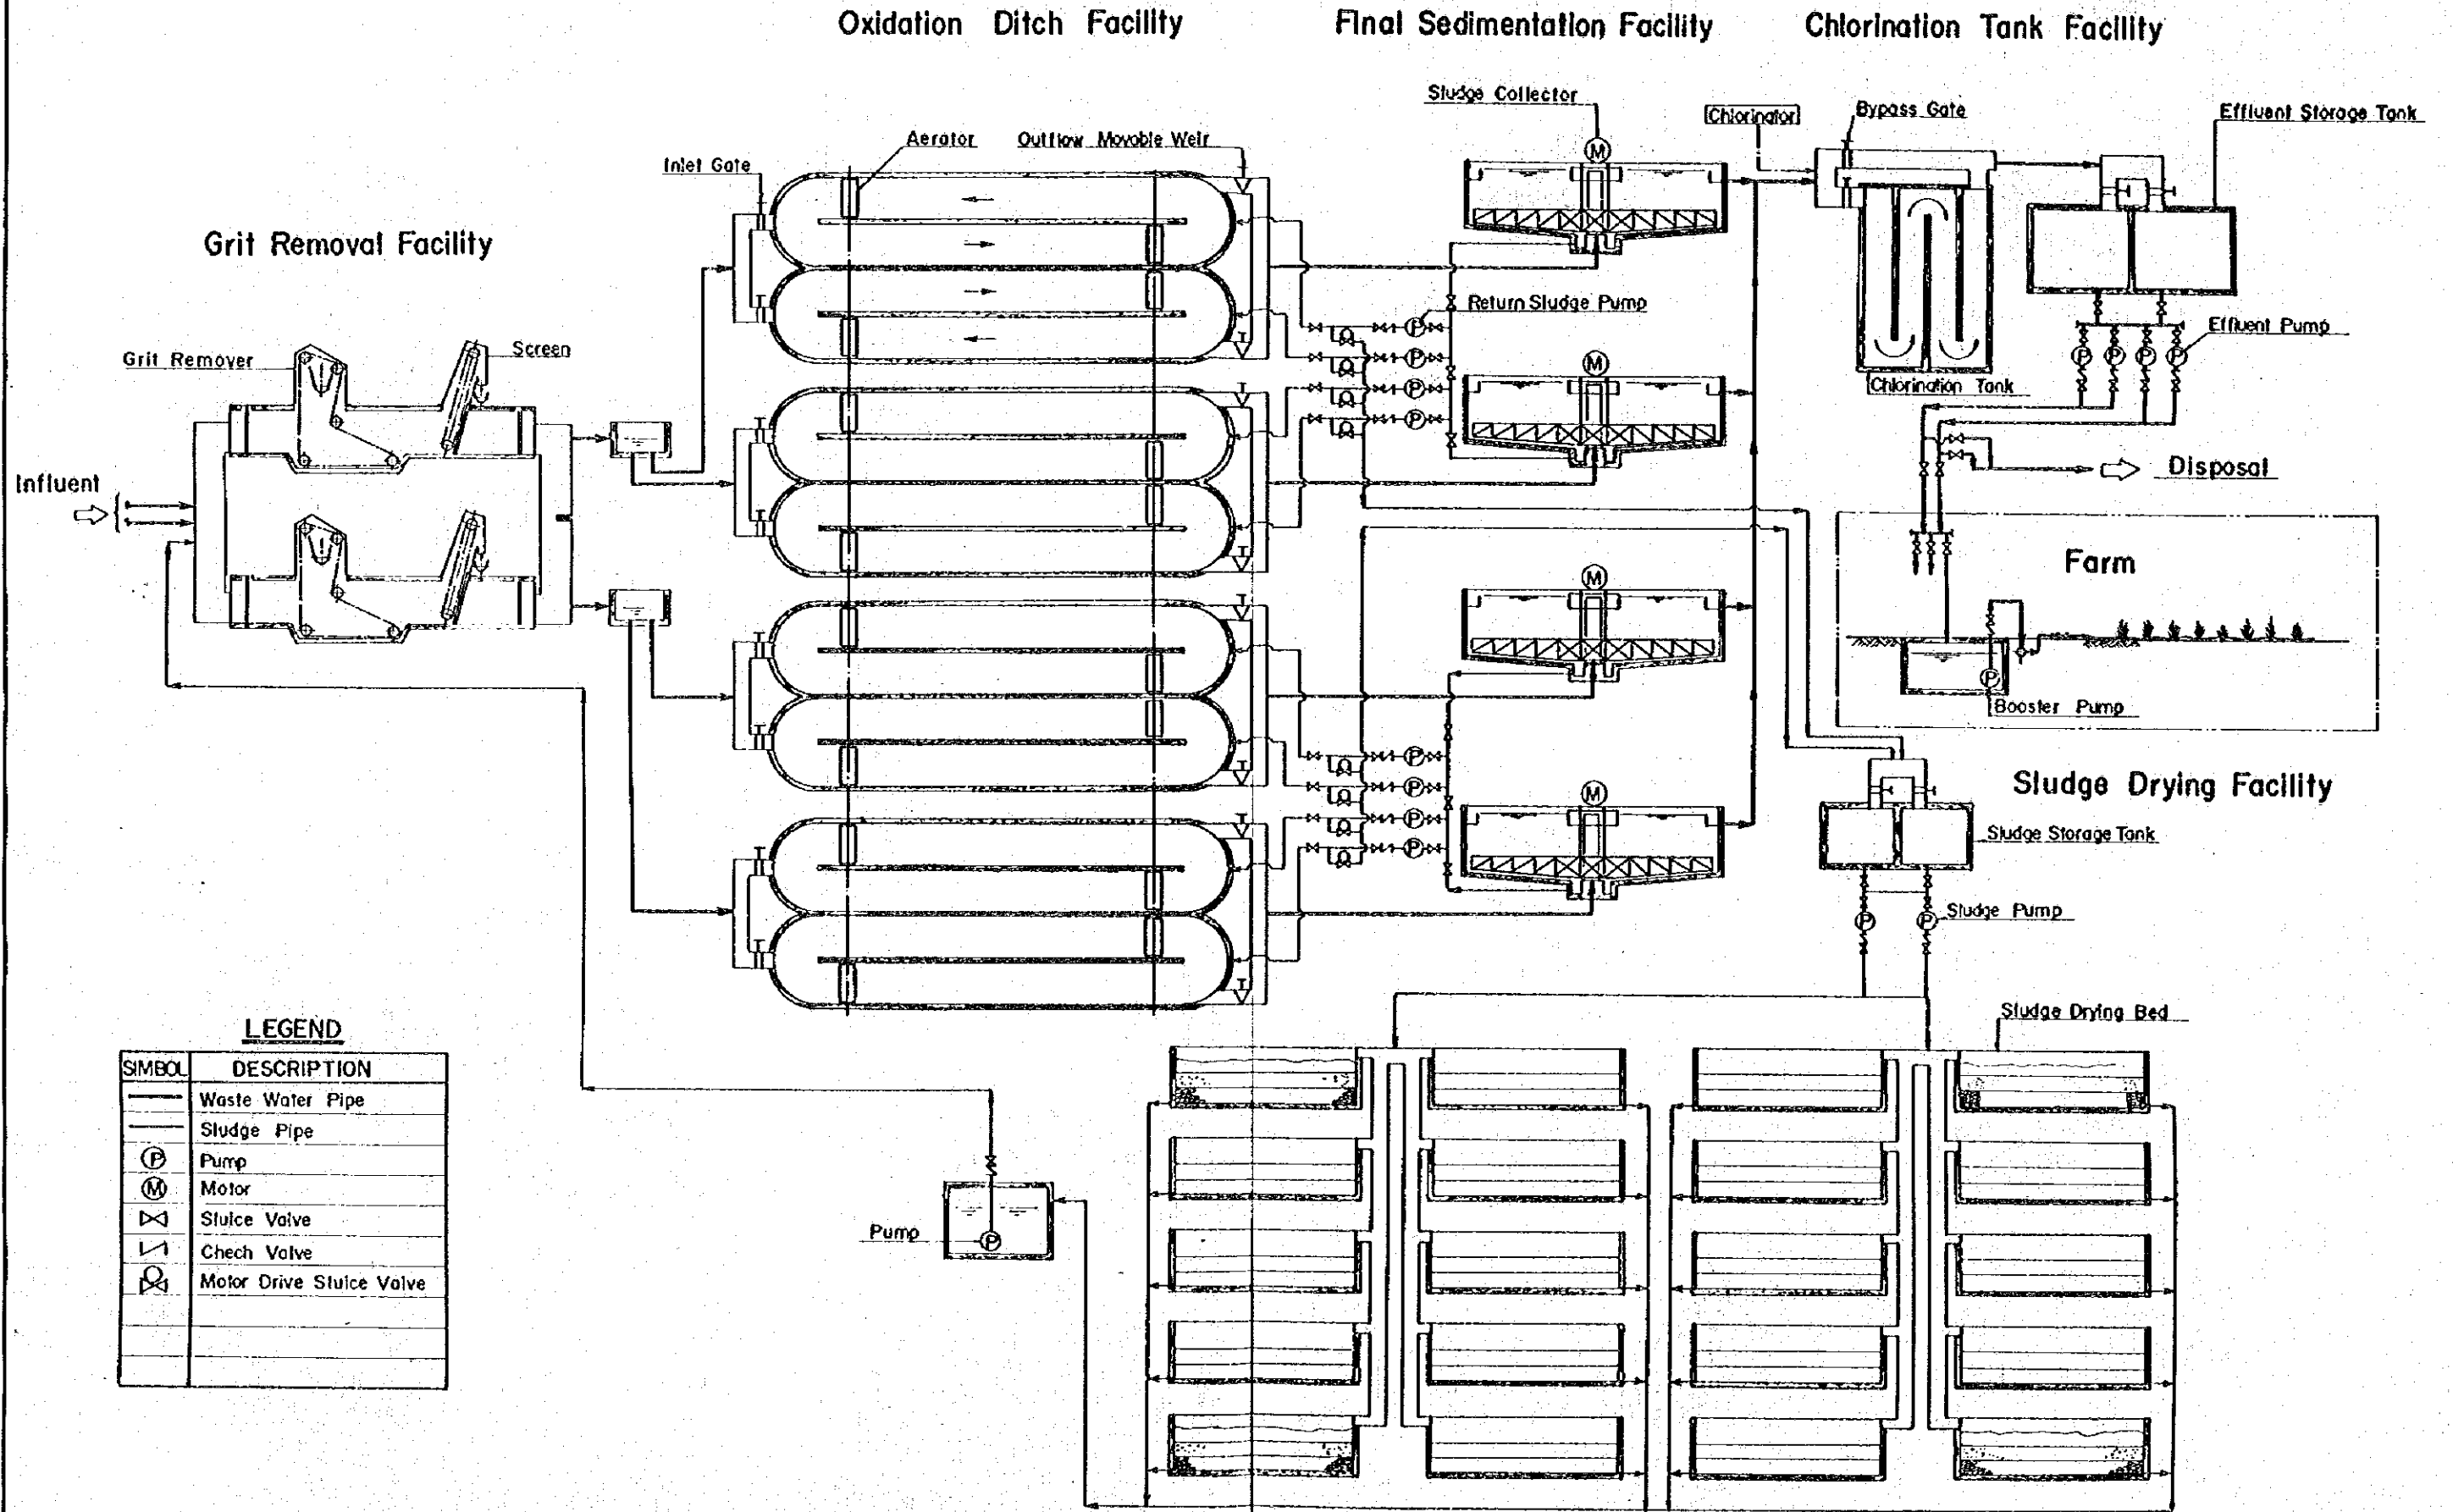 Oxidation Ditch Facility
Final Sedimentation Facility
Chlorination Tank Facility
Sludge Collector
Chlorinator
Bypass Gate
Effluent Storage Tank
Aerator
Outflow Movable Weir
Inlet Gate
Grit Removal Facility
Return Sludge Pump
Effluent Pump
Grit Remover
Screen
Chlorination Tank
M
M
P
P
P
P
P
P
P
P
Influent
Disposal
Farm
M
P
Booster Pump
P
P
P
P
M
Sludge Drying Facility
Sludge Storage Tank
P
P
Sludge Pump
Sludge Drying Bed
LEGEND
SIMBOL DESCRIPTION
Waste Water Pipe
Sludge Pipe
P Pump
M Motor
Sluice Valve
Chech Valve
Motor Drive Sluice Valve
Pump
P